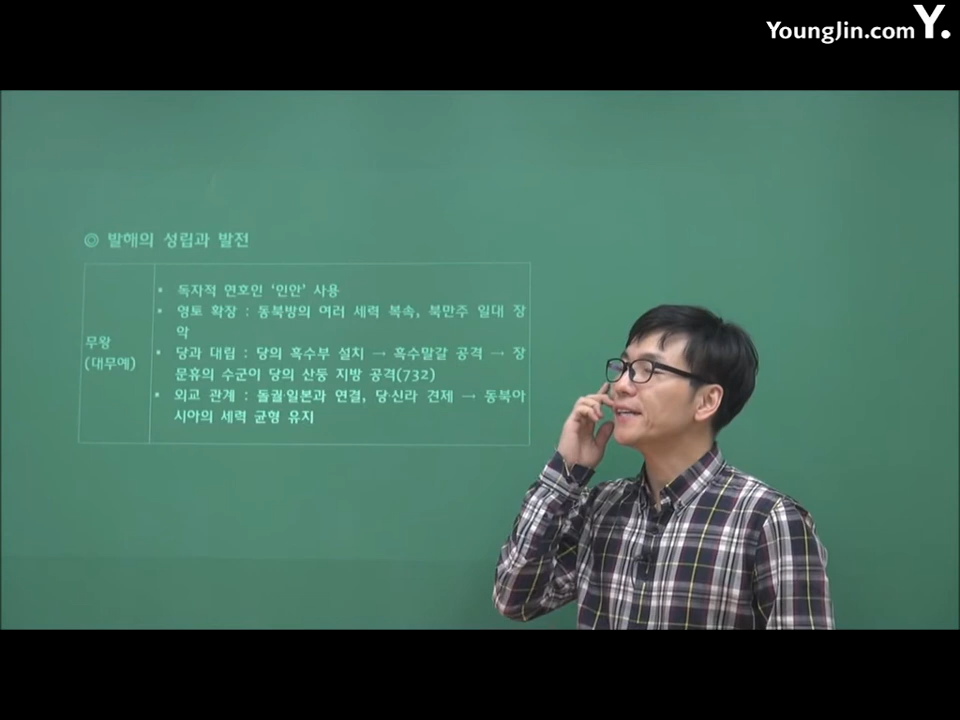 YoungJin.com Y.
◎ 발해의 성립과 발전
무왕
(대무예)
• 독자적 연호인 ‘인안’ 사용
• 영토 확장 : 동북방의 여러 세력 복속, 북만주 일대 장
악
• 당과 대립 : 당의 흑수부 설치 → 흑수말갈 공격 → 장
문휴의 수군이 당의 산둥 지방 공격(732)
• 외교 관계 : 돌궐·일본과 연결, 당·신라 견제 → 동북아
시아의 세력 균형 유지